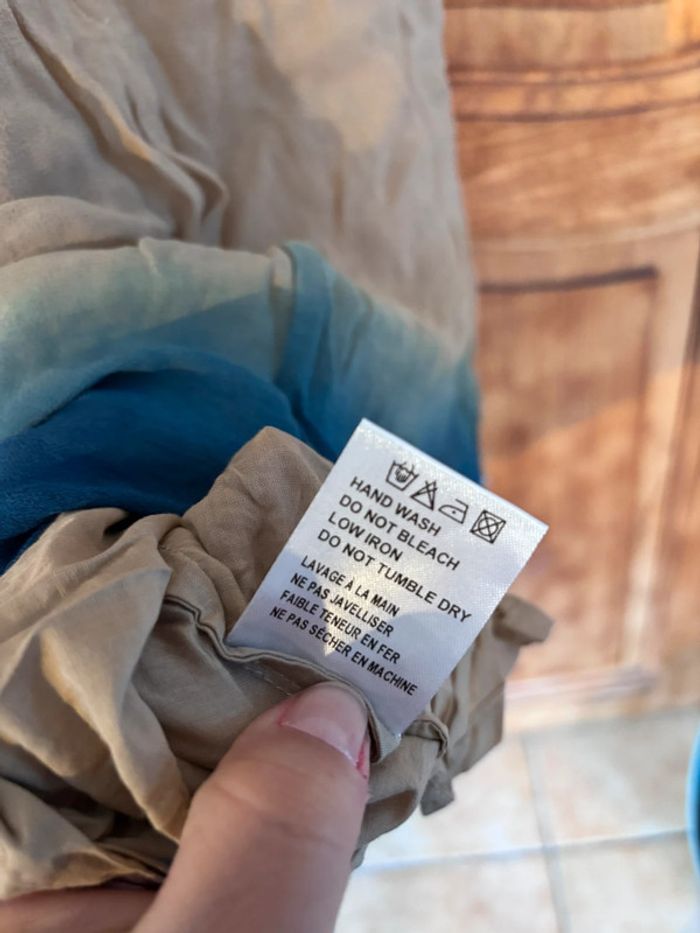 HAND WASH
DO NOT BLEACH
LOW IRON
DO NOT TUMBLE DRY
LAVAGE À LA MAIN
NE PAS JAVELLISER
FAIBLE TENEUR EN FER
NE PAS SÉCHER EN MACHINE